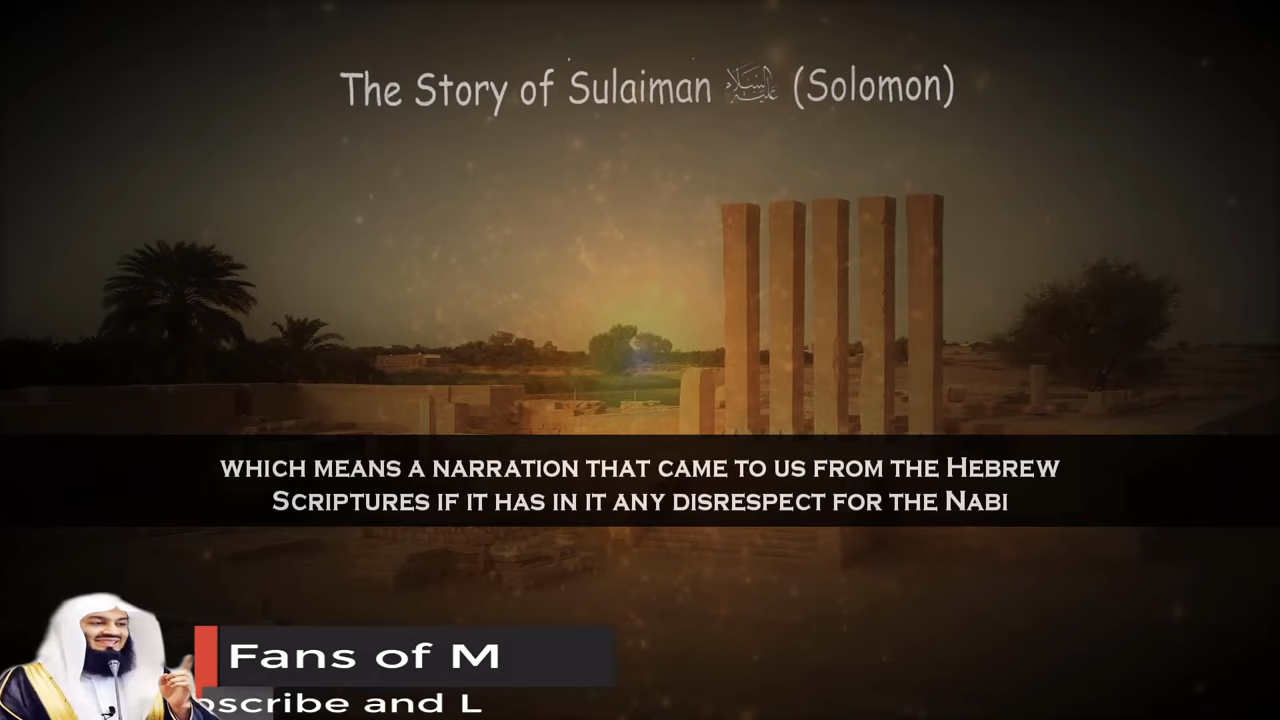 The Story of Sulaiman عليه السلام (Solomon)
WHICH MEANS A NARRATION THAT CAME TO US FROM THE HEBREW
SCRIPTURES IF IT HAS IN IT ANY DISRESPECT FOR THE NABI
Fans of M
oscribe and L